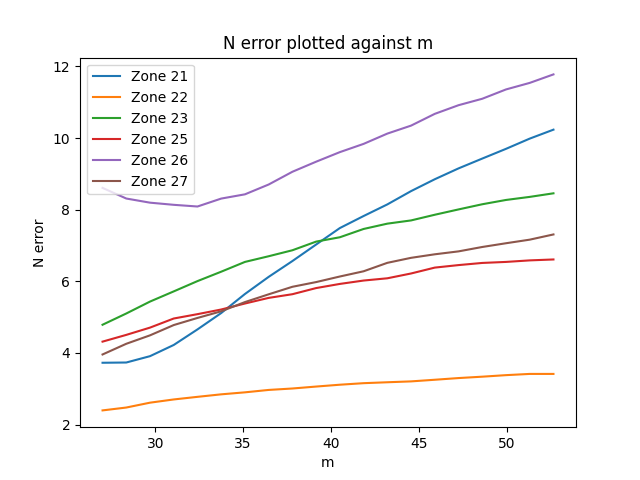 N error plotted against m
Zone 21
Zone 22
Zone 23
Zone 25
Zone 26
Zone 27
12
10
8
6
4
2
N error
30 35 40 45 50
m